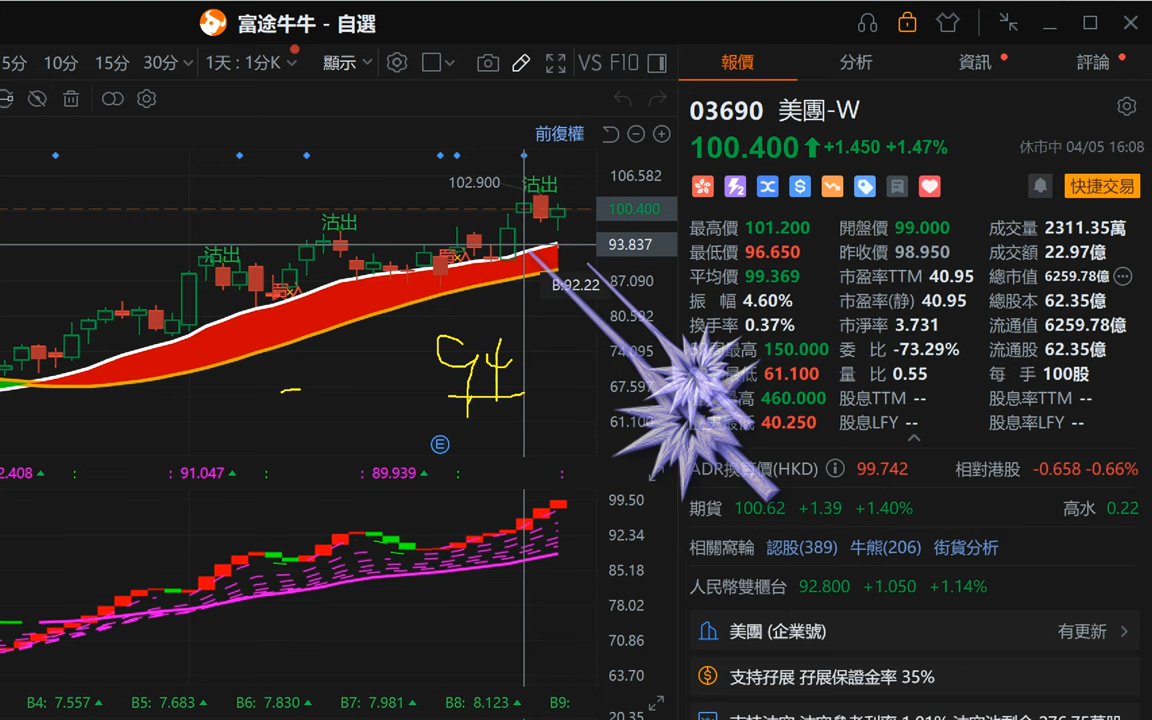 富途牛牛 - 自選
5分 10分 15分 30分 1天 : 1分K 顯示 VS F10
報價 分析 資訊 評論
前復權
03690 美團-W
100.400 +1.450 +1.47%
休市中 04/05 16:08
快捷交易
102.900 沽出 106.582
沽出 100.400
沽出 93.837
買 買 87.090
B:92.22
80.592
74.095
67.597
61.100
94
E
最高價 101.200 開盤價 99.000 成交量 2311.35萬
最低價 96.650 昨收價 98.950 成交額 22.97億
平均價 99.369 市盈率TTM 40.95 總市值 6259.78億
振 幅 4.60% 市盈率(静) 40.95 總股本 62.35億
換手率 0.37% 市淨率 3.731 流通值 6259.78億
最高 150.000 委 比 -73.29% 流通股 62.35億
最低 61.100 量 比 0.55 每 手 100股
最高 460.000 股息TTM -- 股息率TTM --
最低 40.250 股息LFY -- 股息率LFY --
2.408 : : 91.047 : : 89.939 : :
ADR換算價(HKD) 99.742 相對港股 -0.658 -0.66%
期貨 100.62 +1.39 +1.40% 高水 0.22
相關窩輪 認股(389) 牛熊(206) 街貨分析
人民幣雙櫃台 92.800 +1.050 +1.14%
99.50
92.34
85.18
78.02
70.86
63.70
20.35
美團 (企業號) 有更新
支持孖展 孖展保證金率 35%
B4: 7.557 B5: 7.683 B6: 7.830 B7: 7.981 B8: 8.123 B9: